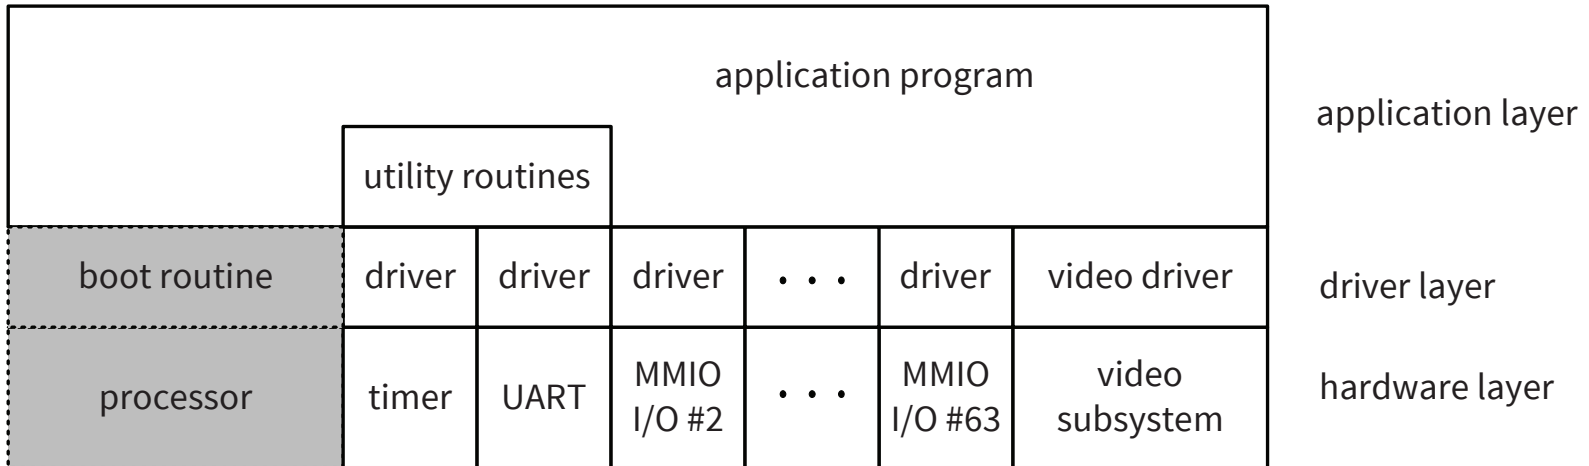 application program
application layer
utility routines
boot routine
driver
driver
driver
. . .
driver
video driver
driver layer
processor
timer
UART
MMIO
I/O #2
. . .
MMIO
I/O #63
video
subsystem
hardware layer